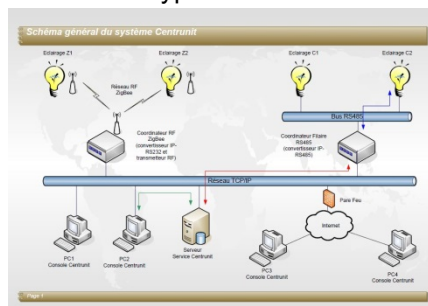 Schéma général du système Centrunit
Eclairage Z1
Eclairage Z2
Eclairage C1
Eclairage C2
Réseau RF
ZigBee
Bus RS485
Coordinateur RF
ZigBee
(convertisseur IP-
RS232 et
transmetteur RF)
Coordinateur Filaire
RS485
(convertisseur IP-
RS485)
Réseau TCP/IP
Pare Feu
Internet
PC1
Console Centrunit
PC2
Console Centrunit
Serveur
Service Centrunit
PC3
Console Centrunit
PC4
Console Centrunit
Page 1